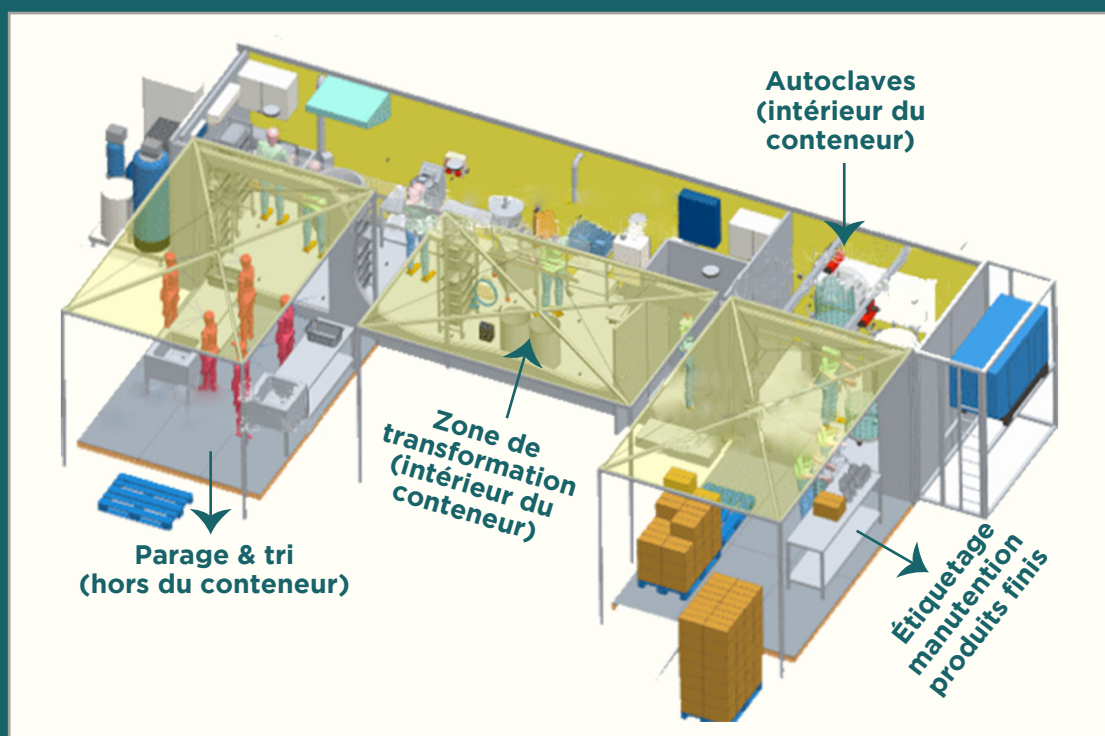 Autoclaves
(intérieur du
conteneur)
Zone de
transformation
(intérieur du
conteneur)
Parage & tri
(hors du conteneur)
Étiquetage
manutention
produits finis